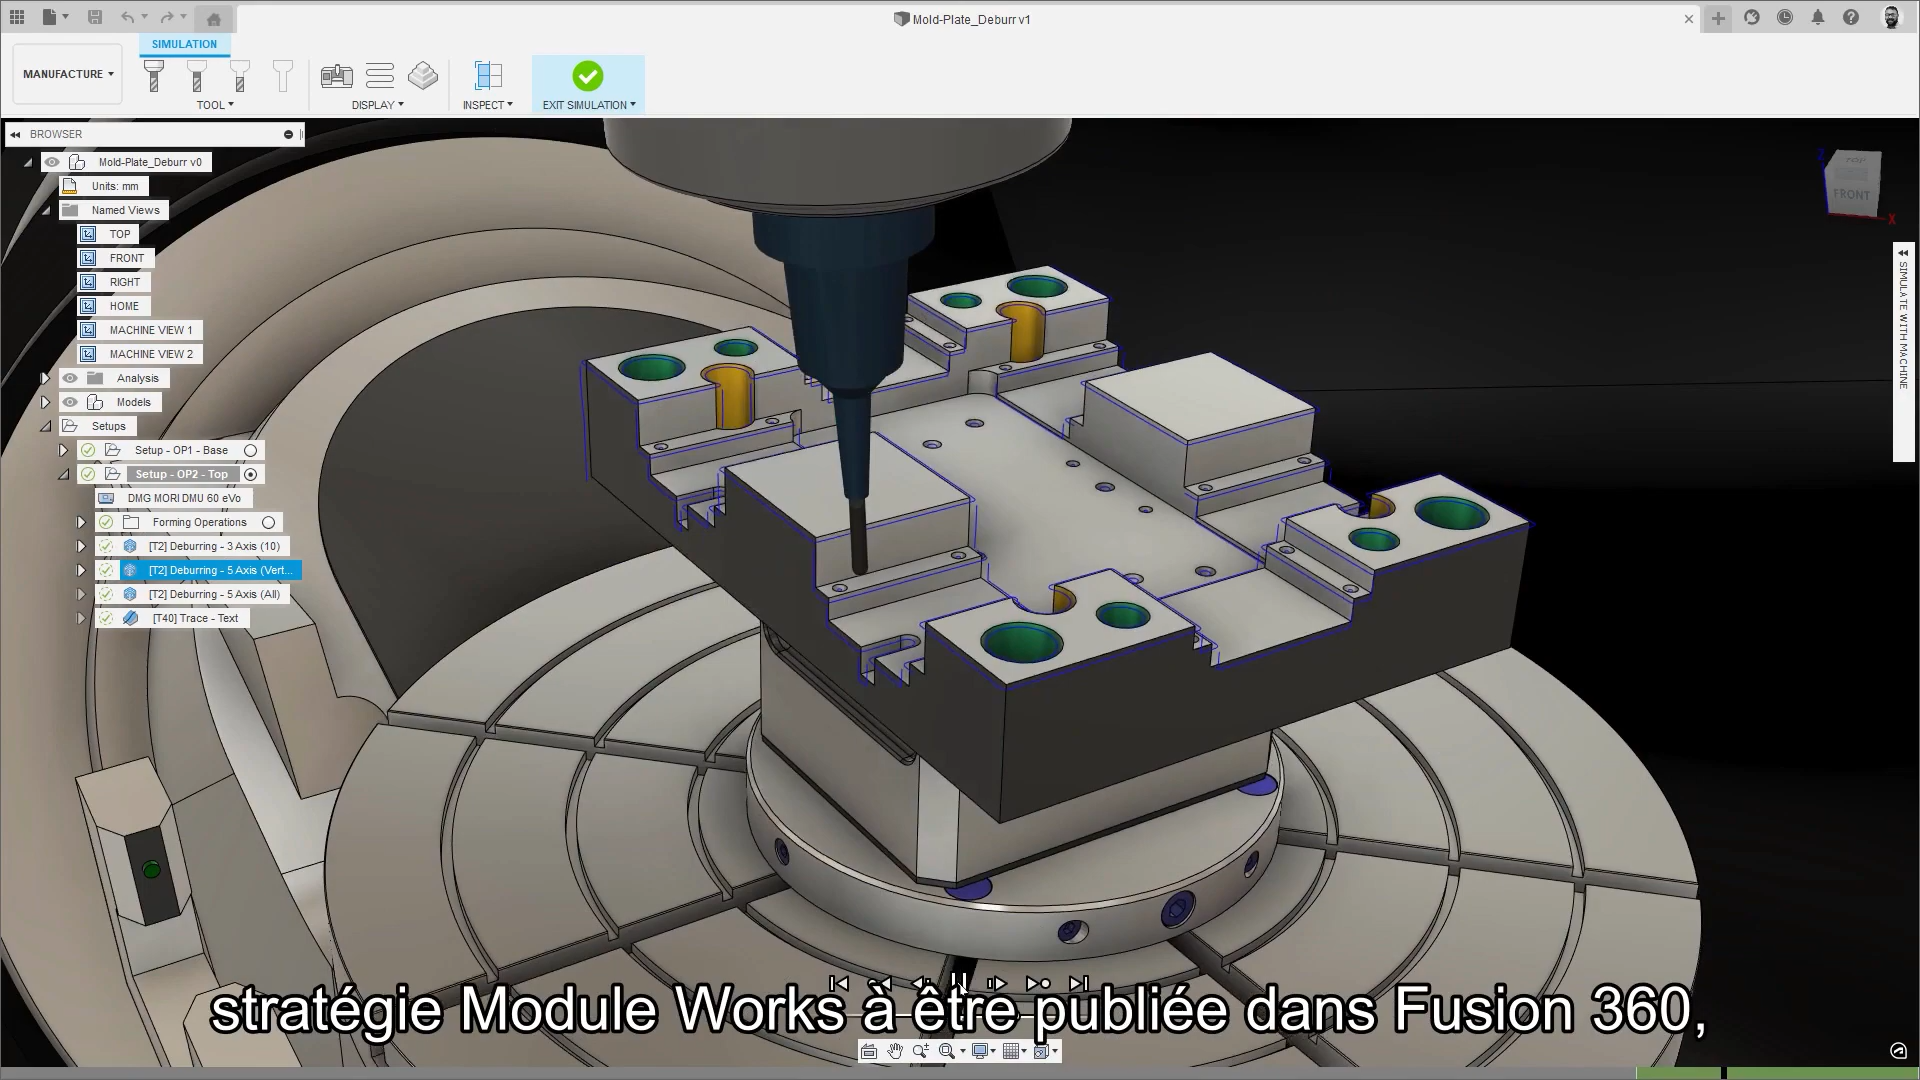 Mold-Plate_Deburr v1
SIMULATION
MANUFACTURE
TOOL
DISPLAY
INSPECT
EXIT SIMULATION
BROWSER
Mold-Plate_Deburr v0
Units: mm
Named Views
TOP
FRONT
RIGHT
HOME
MACHINE VIEW 1
MACHINE VIEW 2
Analysis
Models
Setups
Setup - OP1 - Base
Setup - OP2 - Top
DMG MORI DMU 60 eVo
Forming Operations
[T2] Deburring - 3 Axis (10)
[T2] Deburring - 5 Axis (Vert...
[T2] Deburring - 5 Axis (All)
[T40] Trace - Text
Z
TOP
FRONT
X
SIMULATE WITH MACHINE
stratégie Module Works à être publiée dans Fusion 360,